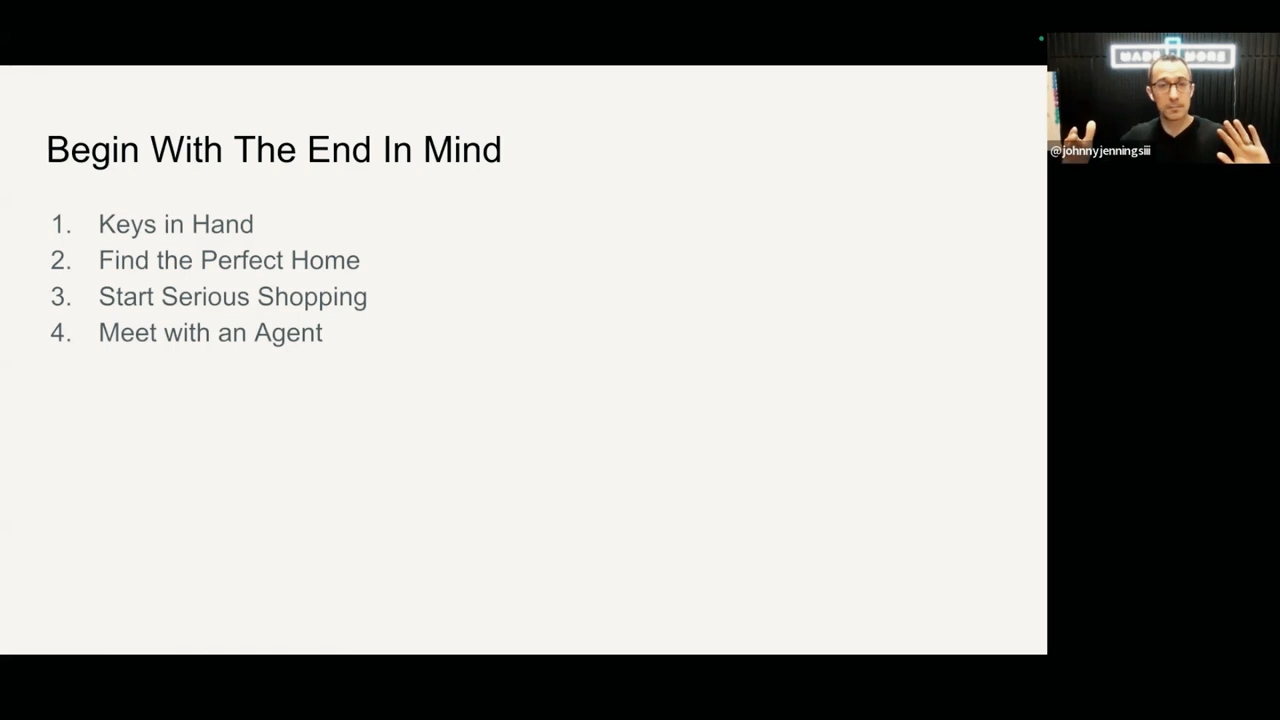 Begin With The End In Mind
1. Keys in Hand
2. Find the Perfect Home
3. Start Serious Shopping
4. Meet with an Agent
@johnnyjenningsiii